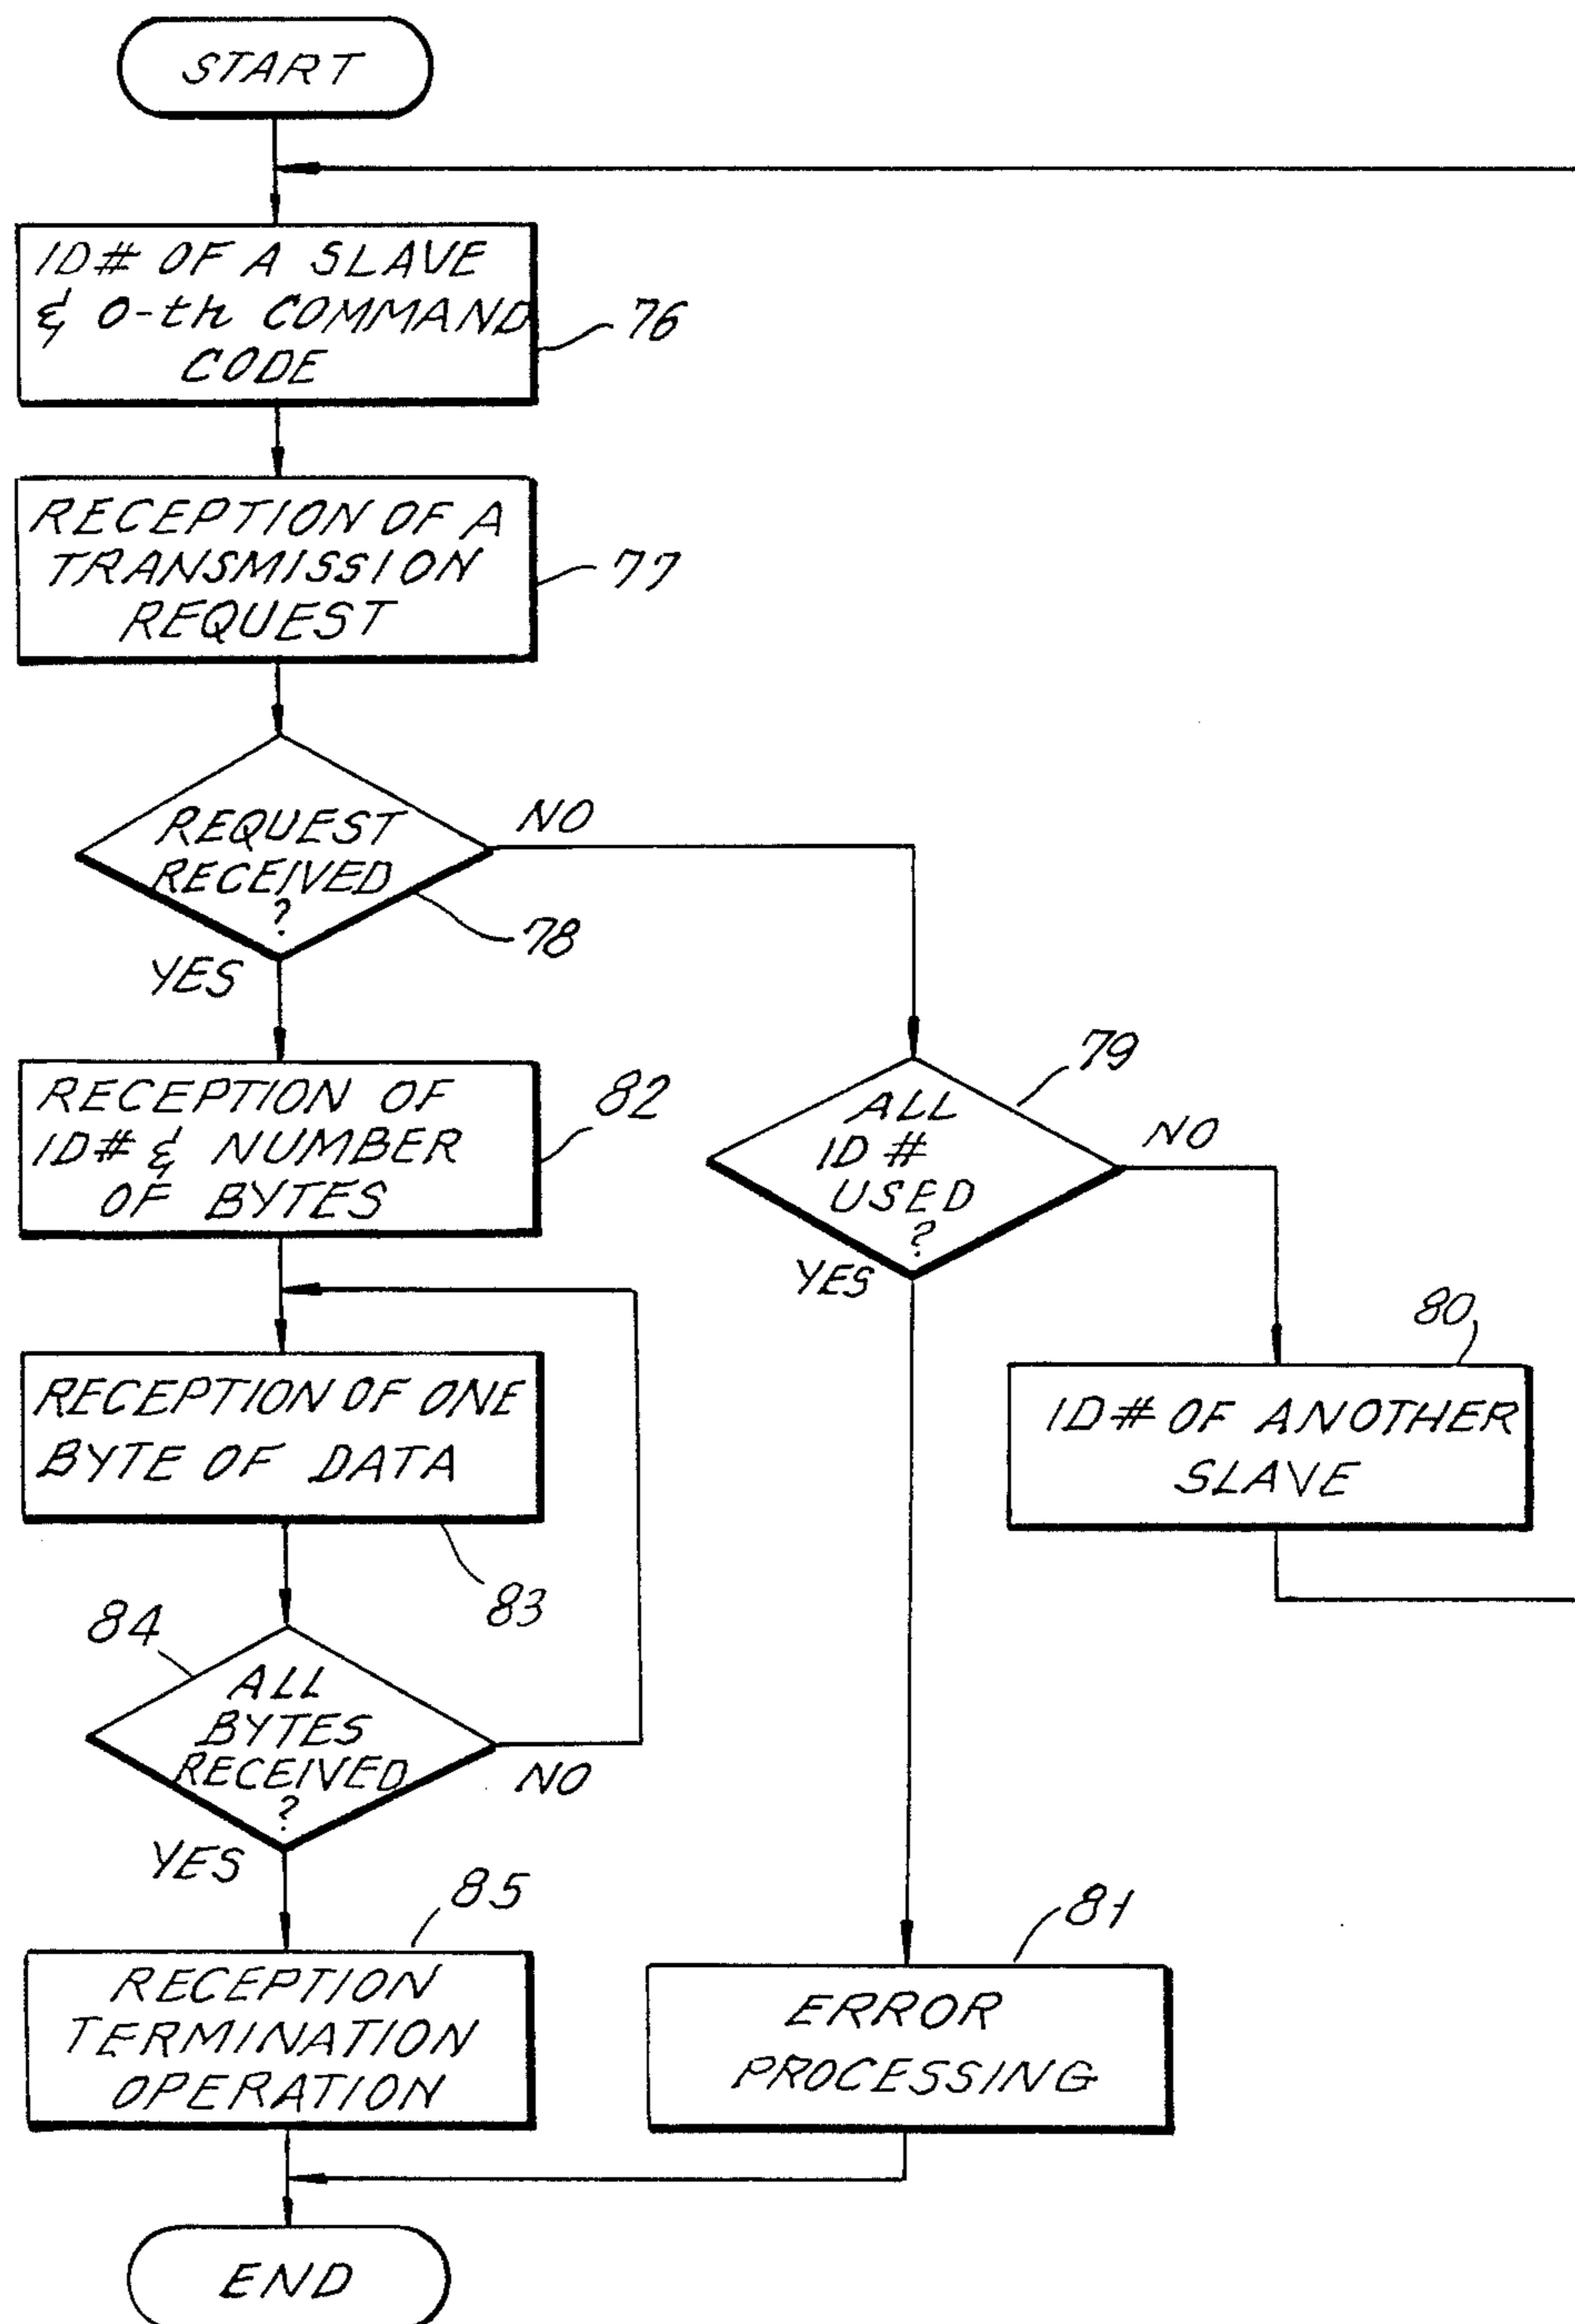 START
ID# OF A SLAVE
& 0-th COMMAND
CODE
76
RECEPTION OF A
TRANSMISSION
REQUEST
77
REQUEST
RECEIVED
?
NO
78
YES
RECEPTION OF
ID# & NUMBER
OF BYTES
82
ALL
ID#
USED
?
79
NO
YES
RECEPTION OF ONE
BYTE OF DATA
83
80
ID# OF ANOTHER
SLAVE
84
ALL
BYTES
RECEIVED
?
NO
YES
85
RECEPTION
TERMINATION
OPERATION
81
ERROR
PROCESSING
END